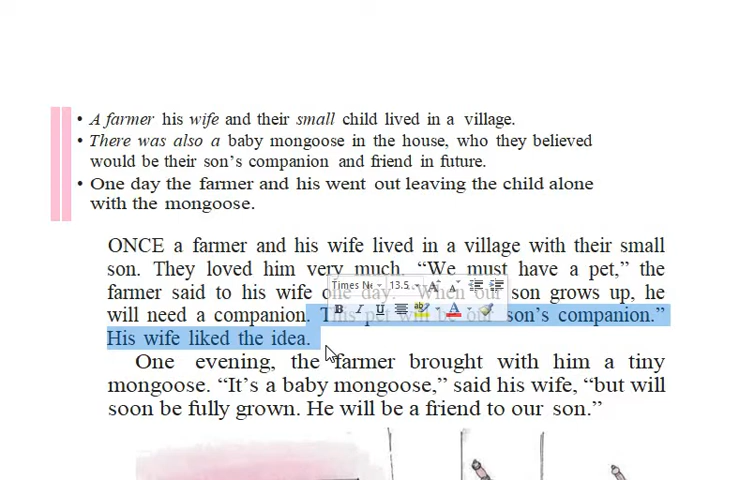 • A farmer his wife and their small child lived in a village.
• There was also a baby mongoose in the house, who they believed
would be their son’s companion and friend in future.
• One day the farmer and his went out leaving the child alone
with the mongoose.
ONCE a farmer and his wife lived in a village with their small
son. They loved him very much. “We must have a pet,” the
farmer said to his wife one day. “When our son grows up, he
will need a companion. This pet will be our son’s companion.”
His wife liked the idea.
Times Ne 13.5
B I U A
One evening, the farmer brought with him a tiny
mongoose. “It’s a baby mongoose,” said his wife, “but will
soon be fully grown. He will be a friend to our son.”